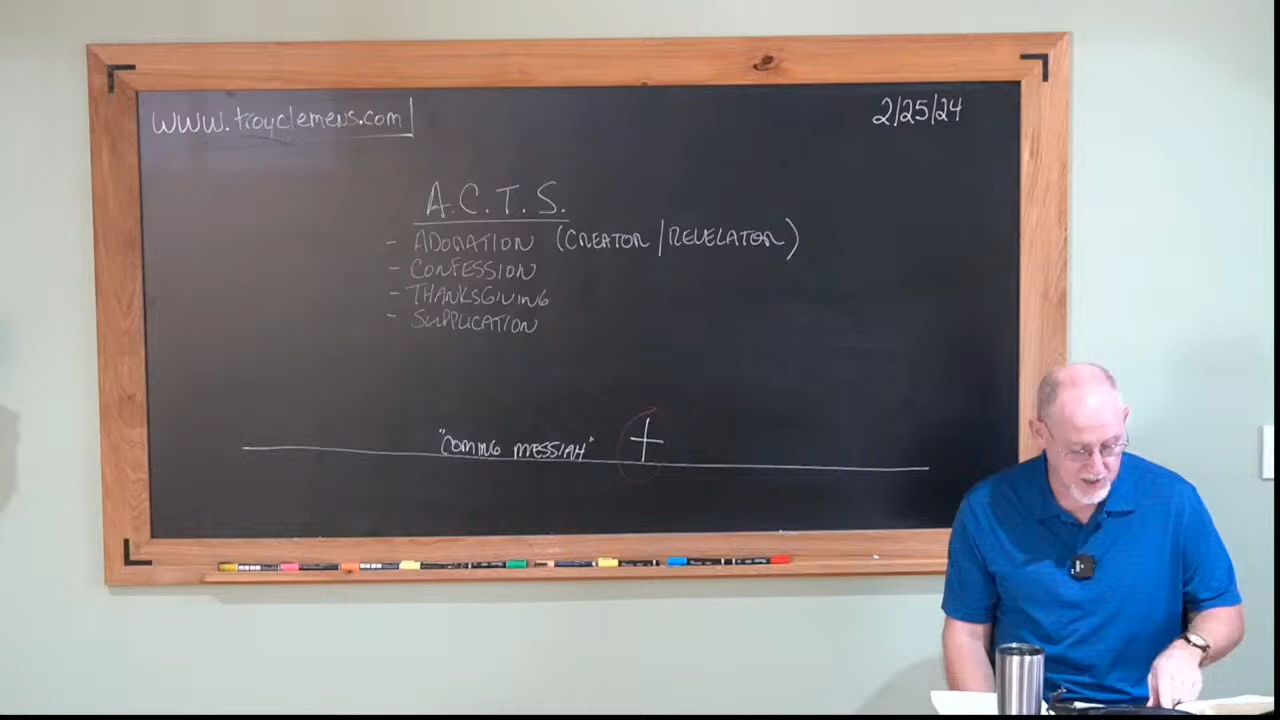 www.troyclemens.com
2/25/24
A.C.T.S.
- ADORATION (CREATOR/REVELATOR)
- CONFESSION
- THANKSGIVING
- SUPPLICATION
"COMING MESSIAH"